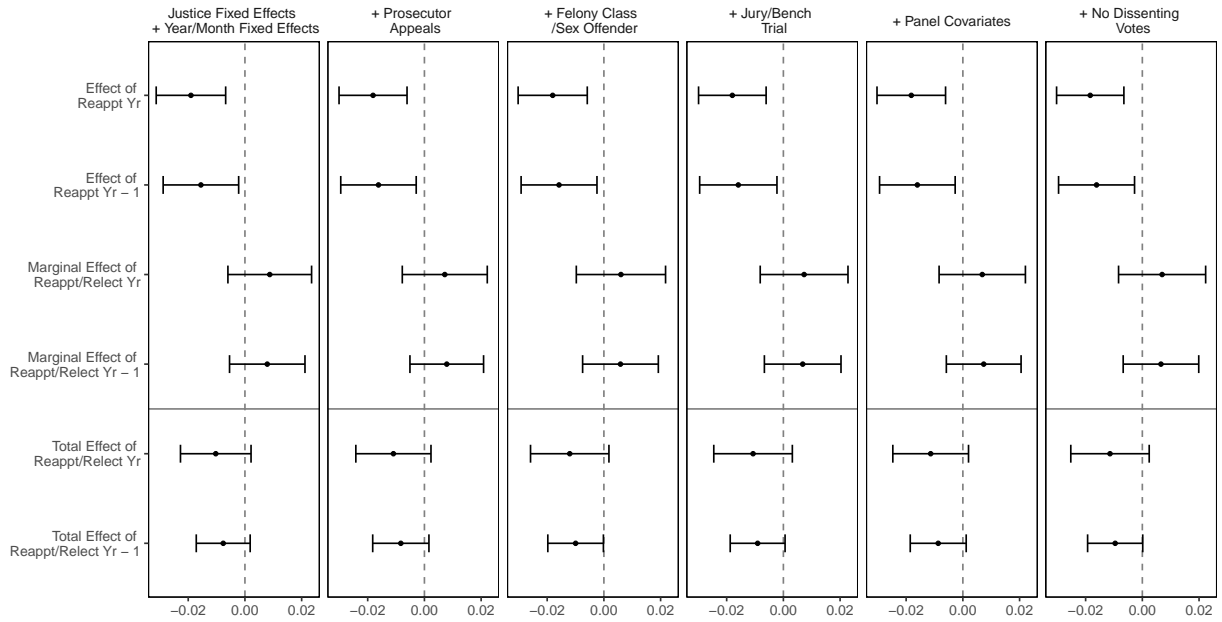 Justice Fixed Effects
+ Year/Month Fixed Effects
+ Prosecutor
Appeals
+ Felony Class
/Sex Offender
+ Jury/Bench
Trial
+ Panel Covariates
+ No Dissenting
Votes
Effect of
Reappt Yr
Effect of
Reappt Yr − 1
Marginal Effect of
Reappt/Relect Yr
Marginal Effect of
Reappt/Relect Yr − 1
Total Effect of
Reappt/Relect Yr
Total Effect of
Reappt/Relect Yr − 1
−0.02 0.00 0.02
−0.02 0.00 0.02
−0.02 0.00 0.02
−0.02 0.00 0.02
−0.02 0.00 0.02
−0.02 0.00 0.02